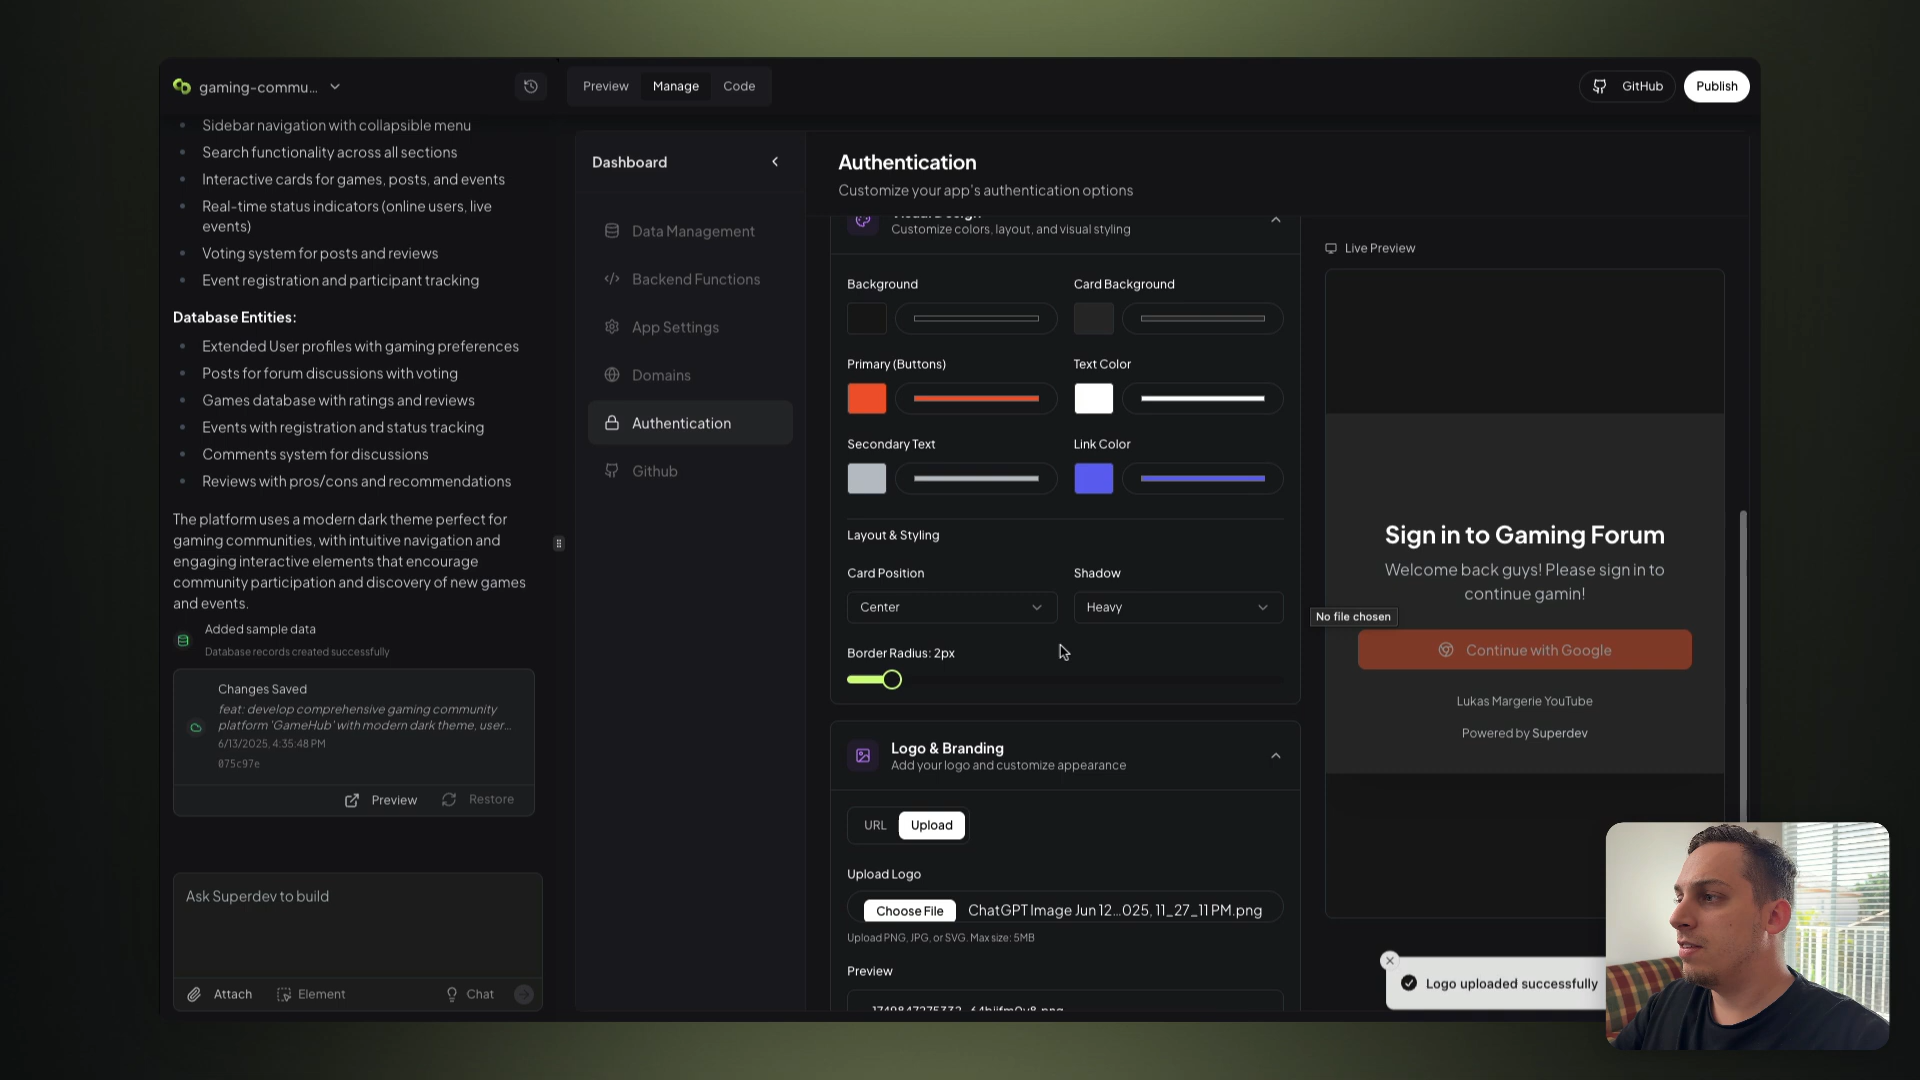 gaming-commu...
Preview
Manage
Code
GitHub
Publish
Sidebar navigation with collapsible menu
Search functionality across all sections
Interactive cards for games, posts, and events
Real-time status indicators (online users, live
events)
Voting system for posts and reviews
Event registration and participant tracking
Database Entities:
Extended User profiles with gaming preferences
Posts for forum discussions with voting
Games database with ratings and reviews
Events with registration and status tracking
Comments system for discussions
Reviews with pros/cons and recommendations
The platform uses a modern dark theme perfect for
gaming communities, with intuitive navigation and
engaging interactive elements that encourage
community participation and discovery of new games
and events.
Added sample data
Database records created successfully
Changes Saved
feat: develop comprehensive gaming community
platform 'GameHub' with modern dark theme, user...
6/13/2025, 4:35:48 PM
075c97e
Preview
Restore
Ask Superdev to build
Attach
Element
Chat
Dashboard
Data Management
Backend Functions
App Settings
Domains
Authentication
Github
Authentication
Customize your app's authentication options
Visual Design
Customize colors, layout, and visual styling
Background
Card Background
Primary (Buttons)
Text Color
Secondary Text
Link Color
Layout & Styling
Card Position
Shadow
Center
Heavy
Border Radius: 2px
Logo & Branding
Add your logo and customize appearance
URL
Upload
Upload Logo
Choose File
ChatGPT Image Jun 12...025, 11_27_11 PM.png
Upload PNG, JPG, or SVG. Max size: 5MB
Preview
Live Preview
Sign in to Gaming Forum
Welcome back guys! Please sign in to
continue gamin!
No file chosen
Continue with Google
Lukas Margerie YouTube
Powered by Superdev
Logo uploaded successfully